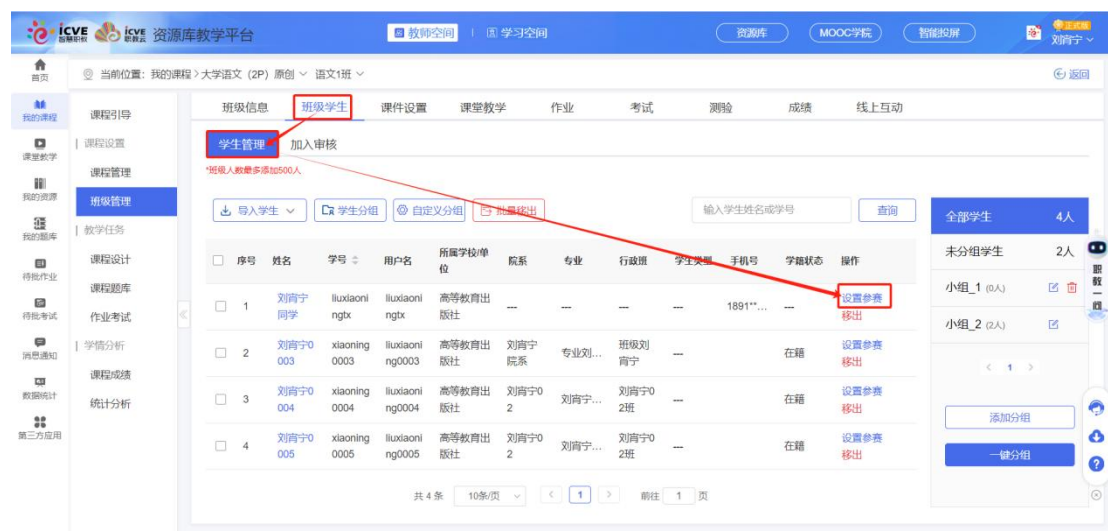 icve 智慧职教 icve 职教云 资源库教学平台 教师空间 学习空间 资源库 MOOC学院 智能投屏 正式版 刘宵宁
首页 当前位置：我的课程 > 大学语文（2P）原创 语文1班 返回
我的课程 课程引导 班级信息 班级学生 课件设置 课堂教学 作业 考试 测验 成绩 线上互动
课堂教学 课程设置 学生管理 加入审核
课程管理 *班级人数最多添加500人
我的资源 班级管理 导入学生 学生分组 自定义分组 批量移出 输入学生姓名或学号 查询 全部学生 4人
我的题库 教学任务 未分组学生 2人
待批作业 课程设计 序号 姓名 学号 用户名 所属学校/单位 院系 专业 行政班 学生类型 手机号 学籍状态 操作
待批考试 课程题库 小组_1 (0人)
消息通知 作业考试 小组_2 (2人)
数据统计 学情分析 < 1 >
第三方应用 课程成绩 添加分组
统计分析 一键分组
1 刘宵宁同学 liuxiaoningtx liuxiaoningtx 高等教育出版社 --- --- --- --- 1891**... --- 设置参赛 移出
2 刘宵宁0003 xiaoning0003 liuxiaoning0003 高等教育出版社 刘宵宁院系 专业刘... 班级刘宵宁 --- 在籍 设置参赛 移出
3 刘宵宁0004 xiaoning0004 liuxiaoning0004 高等教育出版社 刘宵宁02 刘宵宁... 刘宵宁02班 --- 在籍 设置参赛 移出
4 刘宵宁0005 xiaoning0005 liuxiaoning0005 高等教育出版社 刘宵宁02 刘宵宁... 刘宵宁02班 --- 在籍 设置参赛 移出
共 4 条 10条/页 < 1 > 前往 1 页
职教一